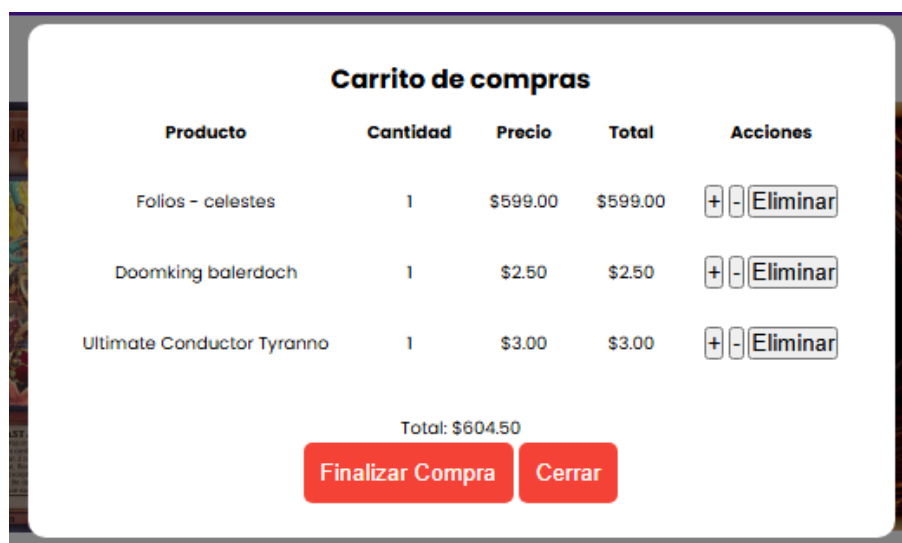 Carrito de compras
Producto Cantidad Precio Total Acciones
Folios - celestes 1 $599.00 $599.00 + - Eliminar
Doomking balerdoch 1 $2.50 $2.50 + - Eliminar
Ultimate Conductor Tyranno 1 $3.00 $3.00 + - Eliminar
Total: $604.50
Finalizar Compra Cerrar